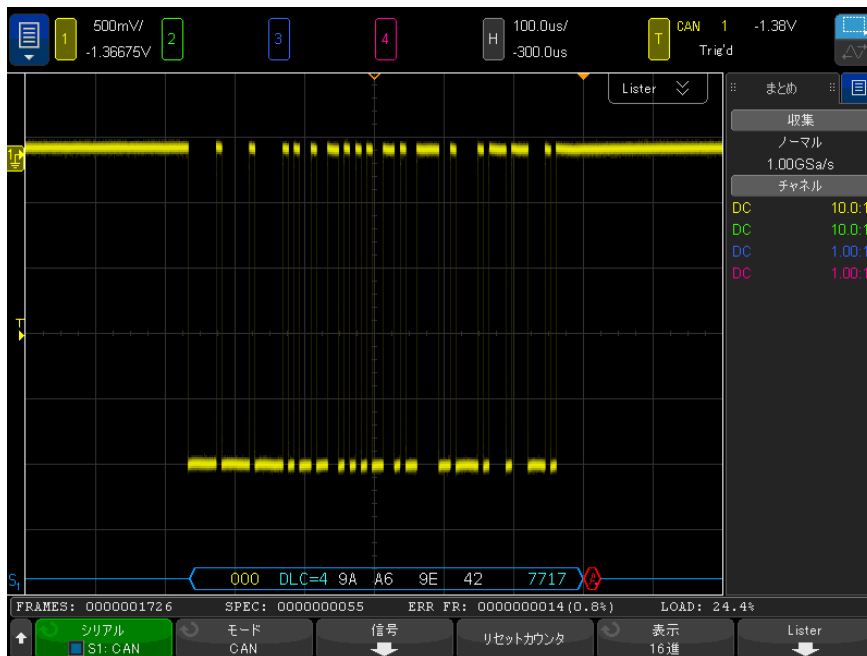 500mV/ 100.0us/ CAN 1 -1.38V
1 2 3 4 H T
-1.36675V -300.0us Trig'd
Lister まとめ
収集
ノーマル
1.00GSa/s
チャネル
DC 10.0:1
DC 10.0:1
DC 1.00:1
DC 1.00:1
1
T
S1 000 DLC=4 9A A6 9E 42 7717 A
FRAMES: 0000001726 SPEC: 0000000055 ERR FR: 0000000014(0.8%) LOAD: 24.4%
シリアル モード 信号 リセットカウンタ 表示 Lister
S1: CAN CAN 16進